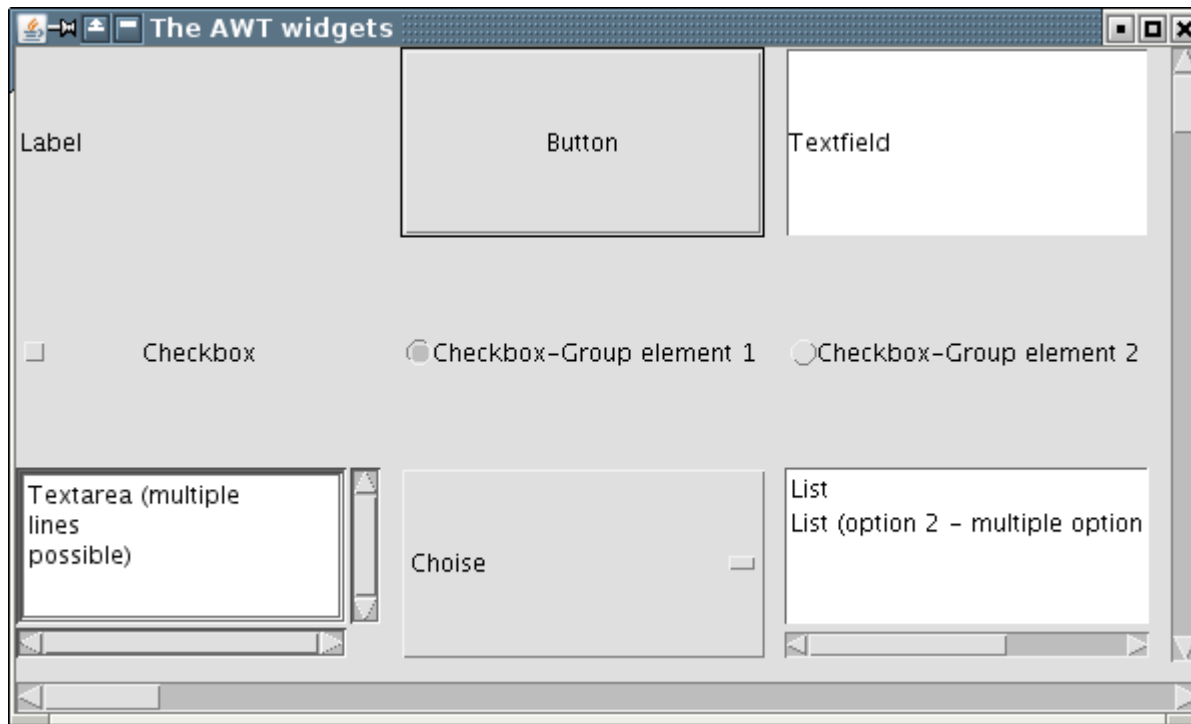 The AWT widgets
Label
Button
Textfield
Checkbox
Checkbox-Group element 1
Checkbox-Group element 2
Textarea (multiple
lines
possible)
Choise
List
List (option 2 - multiple option